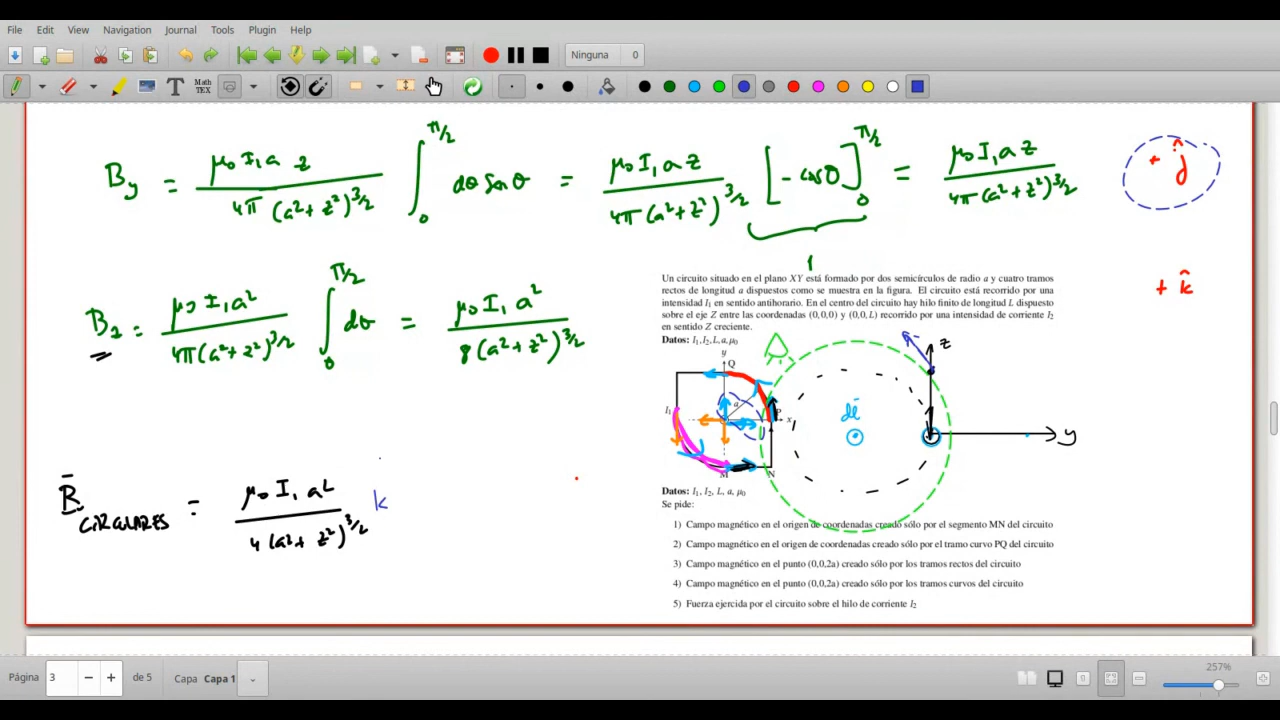 File Edit View Navigation Journal Tools Plugin Help
Ninguna 0
T Math TEX
By = μ₀ I₁ a z / 4π (a² + z²)^3/2 ∫₀^π/2 dθ Sen θ = μ₀ I₁ a z / 4π (a² + z²)^3/2 [- cosθ]₀^π/2 = μ₀ I₁ a z / 4π (a² + z²)^3/2 + ĵ
1
Bz = μ₀ I₁ a² / 4π (a² + z²)^3/2 ∫₀^π/2 dθ = μ₀ I₁ a² / 8 (a² + z²)^3/2 + k̂
Un circuito situado en el plano XY está formado por dos semicírculos de radio a y cuatro tramos
rectos de longitud a dispuestos como se muestra en la figura. El circuito está recorrido por una
intensidad I₁ en sentido antihorario. En el centro del circuito hay hilo finito de longitud L dispuesto
sobre el eje Z entre las coordenadas (0,0,0) y (0,0,L) recorrido por una intensidad de corriente I₂
en sentido Z creciente.
Datos: I₁, I₂, L, a, μ₀
y
Q
z
I₁
a
P
x
dl
y
M
N
B̄ CIRCULARES = μ₀ I₁ a² / 4 (a² + z²)^3/2 k
Datos: I₁, I₂, L, a, μ₀
Se pide:
1) Campo magnético en el origen de coordenadas creado sólo por el segmento MN del circuito
2) Campo magnético en el origen de coordenadas creado sólo por el tramo curvo PQ del circuito
3) Campo magnético en el punto (0,0,2a) creado sólo por los tramos rectos del circuito
4) Campo magnético en el punto (0,0,2a) creado sólo por los tramos curvos del circuito
5) Fuerza ejercida por el circuito sobre el hilo de corriente I₂
Página 3 de 5 Capa Capa 1
257%